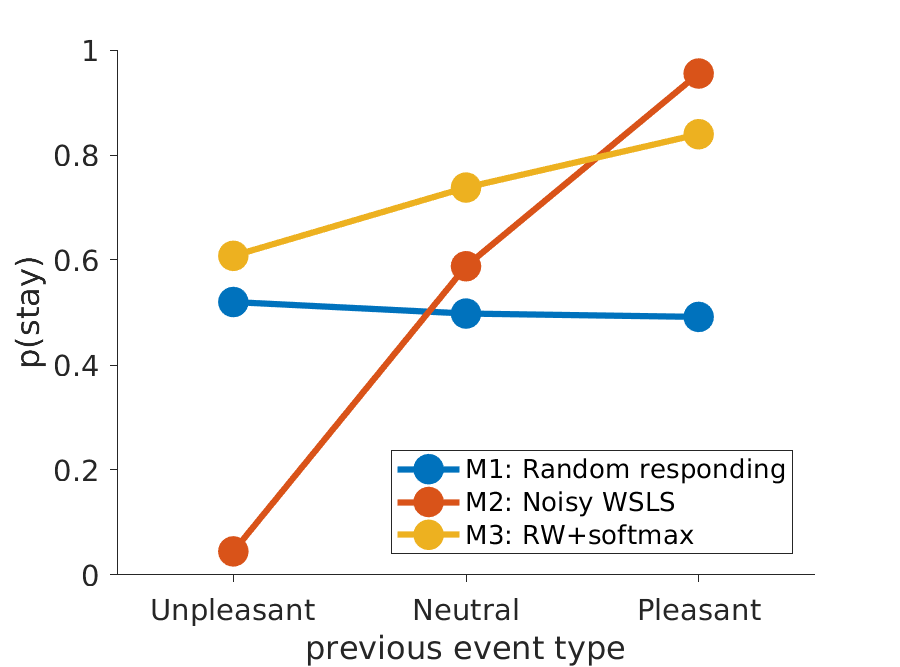 1
0.8
0.6
0.4
0.2
0
p(stay)
M1: Random responding
M2: Noisy WSLS
M3: RW+softmax
Unpleasant Neutral Pleasant
previous event type